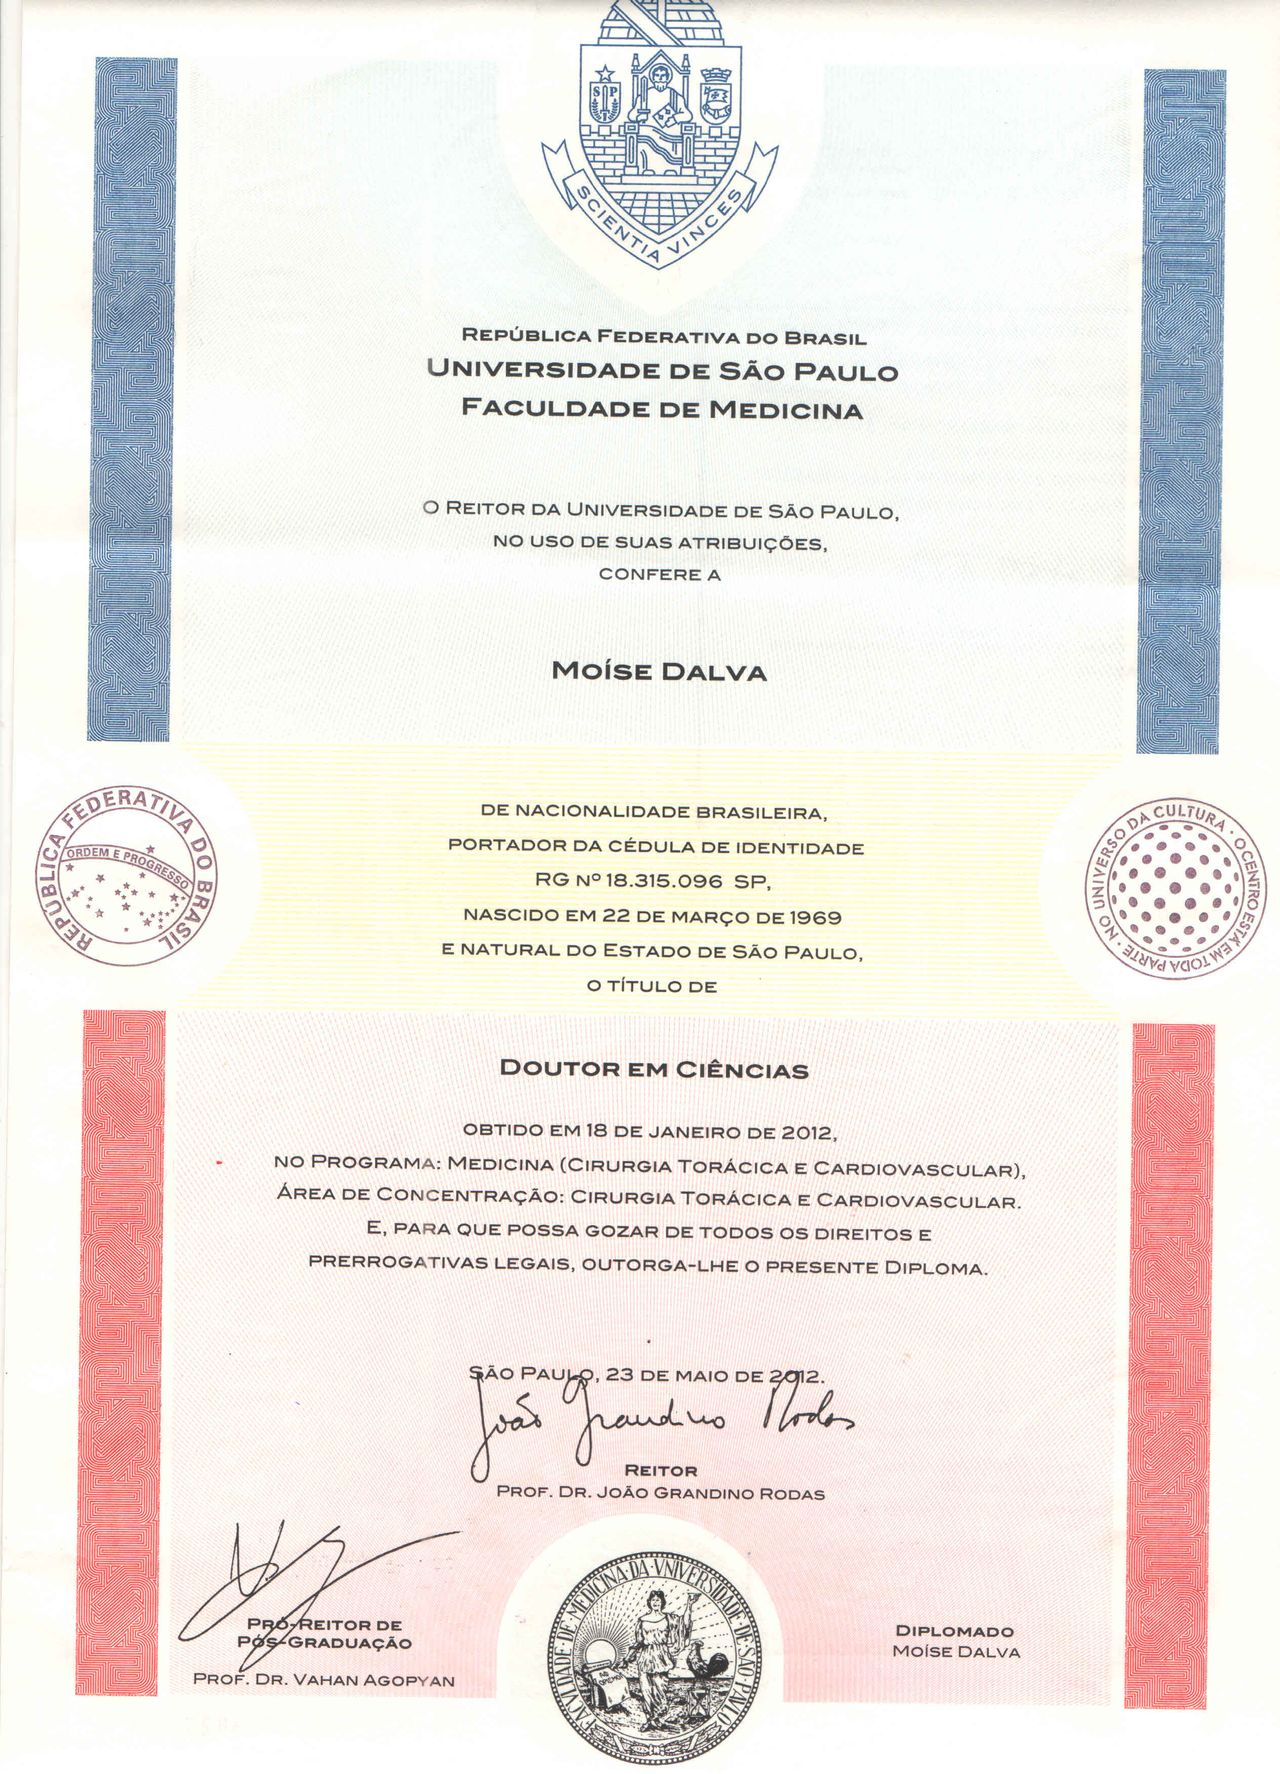 S P
SCIENTIA VINCES
República Federativa do Brasil
Universidade de São Paulo
Faculdade de Medicina
O Reitor da Universidade de São Paulo,
no uso de suas atribuições,
confere a
Moíse Dalva
de nacionalidade brasileira,
portador da cédula de identidade
RG Nº 18.315.096 SP,
nascido em 22 de março de 1969
e natural do Estado de São Paulo,
o título de
REPÚBLICA FEDERATIVA DO BRASIL
ORDEM E PROGRESSO
NO UNIVERSO DA CULTURA · O CENTRO ESTÁ EM TODA PARTE ·
Doutor em Ciências
obtido em 18 de janeiro de 2012,
no Programa: Medicina (Cirurgia Torácica e Cardiovascular),
Área de Concentração: Cirurgia Torácica e Cardiovascular.
E, para que possa gozar de todos os direitos e
prerrogativas legais, outorga-lhe o presente Diploma.
São Paulo, 23 de maio de 2012.
João Grandino Rodas
Reitor
Prof. Dr. João Grandino Rodas
Pró-Reitor de
Pós-Graduação
Prof. Dr. Vahan Agopyan
FACVLDADE·DE·MEDICINA·DA·VNIVERSIDADE·DE·SÃO·PAVLO
Diplomado
Moíse Dalva